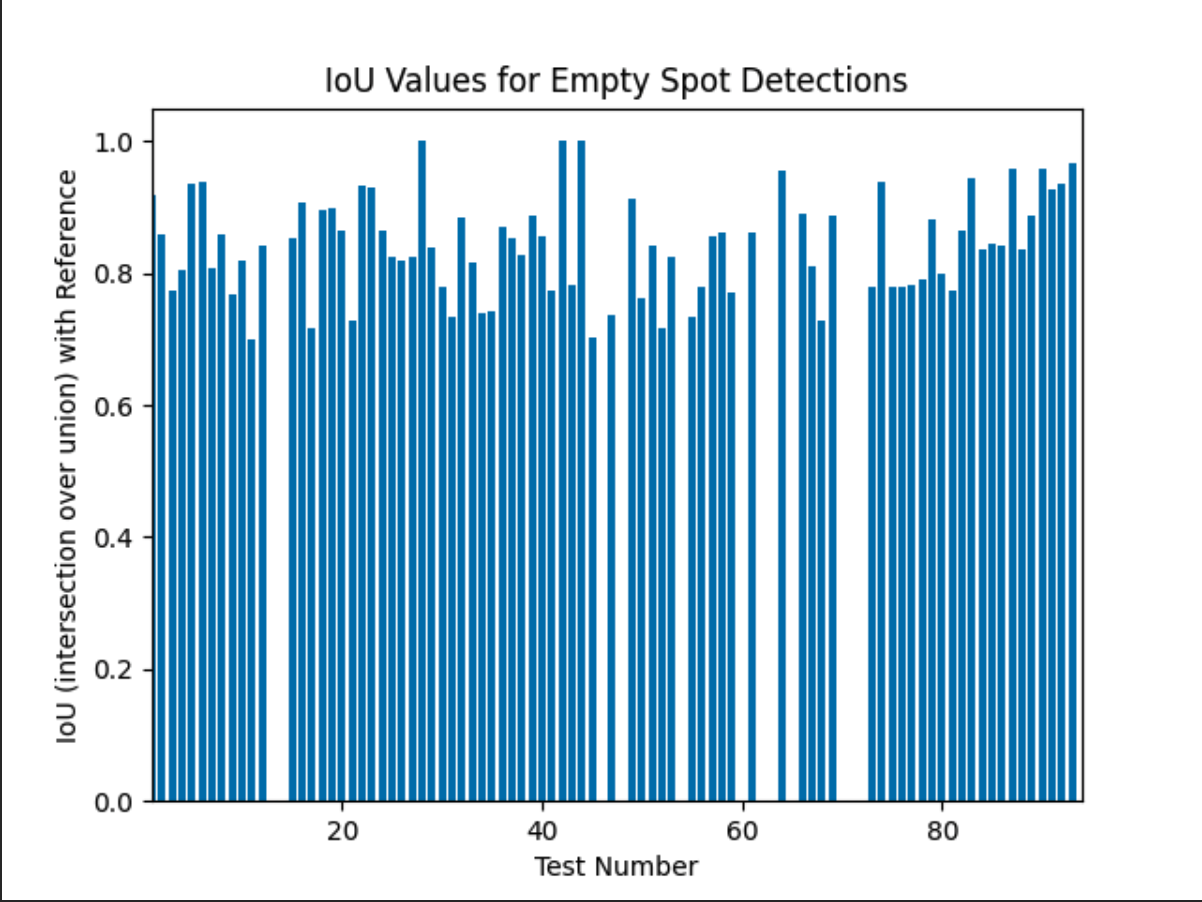 IoU Values for Empty Spot Detections
IoU (intersection over union) with Reference
1.0
0.8
0.6
0.4
0.2
0.0
20 40 60 80
Test Number